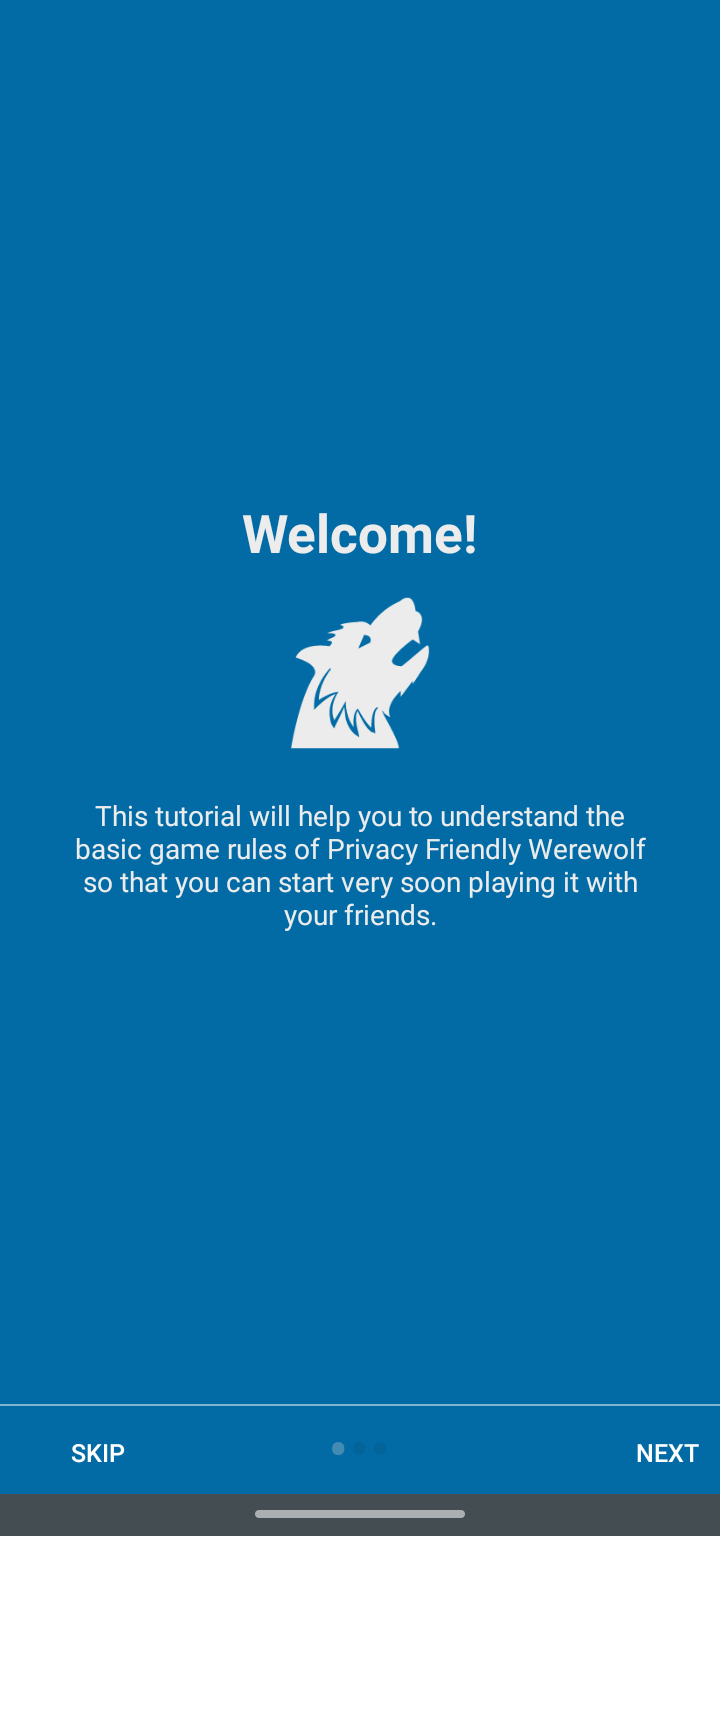 Welcome!
This tutorial will help you to understand the
basic game rules of Privacy Friendly Werewolf
so that you can start very soon playing it with
your friends.
SKIP
NEXT